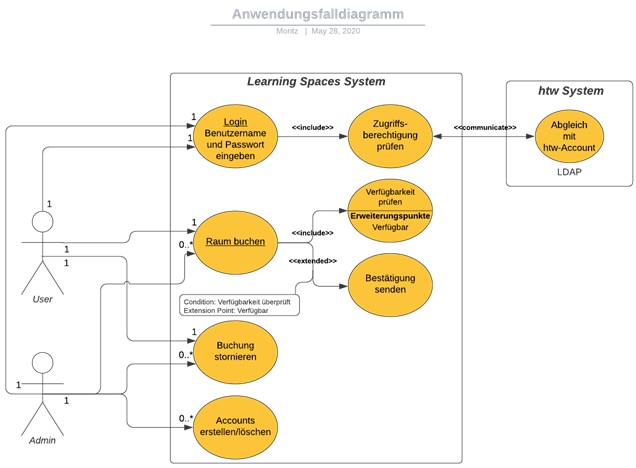 Anwendungsfalldiagramm
Moritz | May 28, 2020
Learning Spaces System
htw System
1
Login
Benutzername
und Passwort
eingeben
1
<<include>>
Zugriffs-
berechtigung
prüfen
<<communicate>>
Abgleich
mit
htw-Account
LDAP
1
User
1
1
1
Raum buchen
0..*
<<include>>
Verfügbarkeit
prüfen
Erweiterungspunkte
Verfügbar
<<extended>>
Bestätigung
senden
Condition: Verfügbarkeit überprüft
Extension Point: Verfügbar
1
Buchung
stornieren
0..*
1
1
Admin
0..*
Accounts
erstellen/löschen